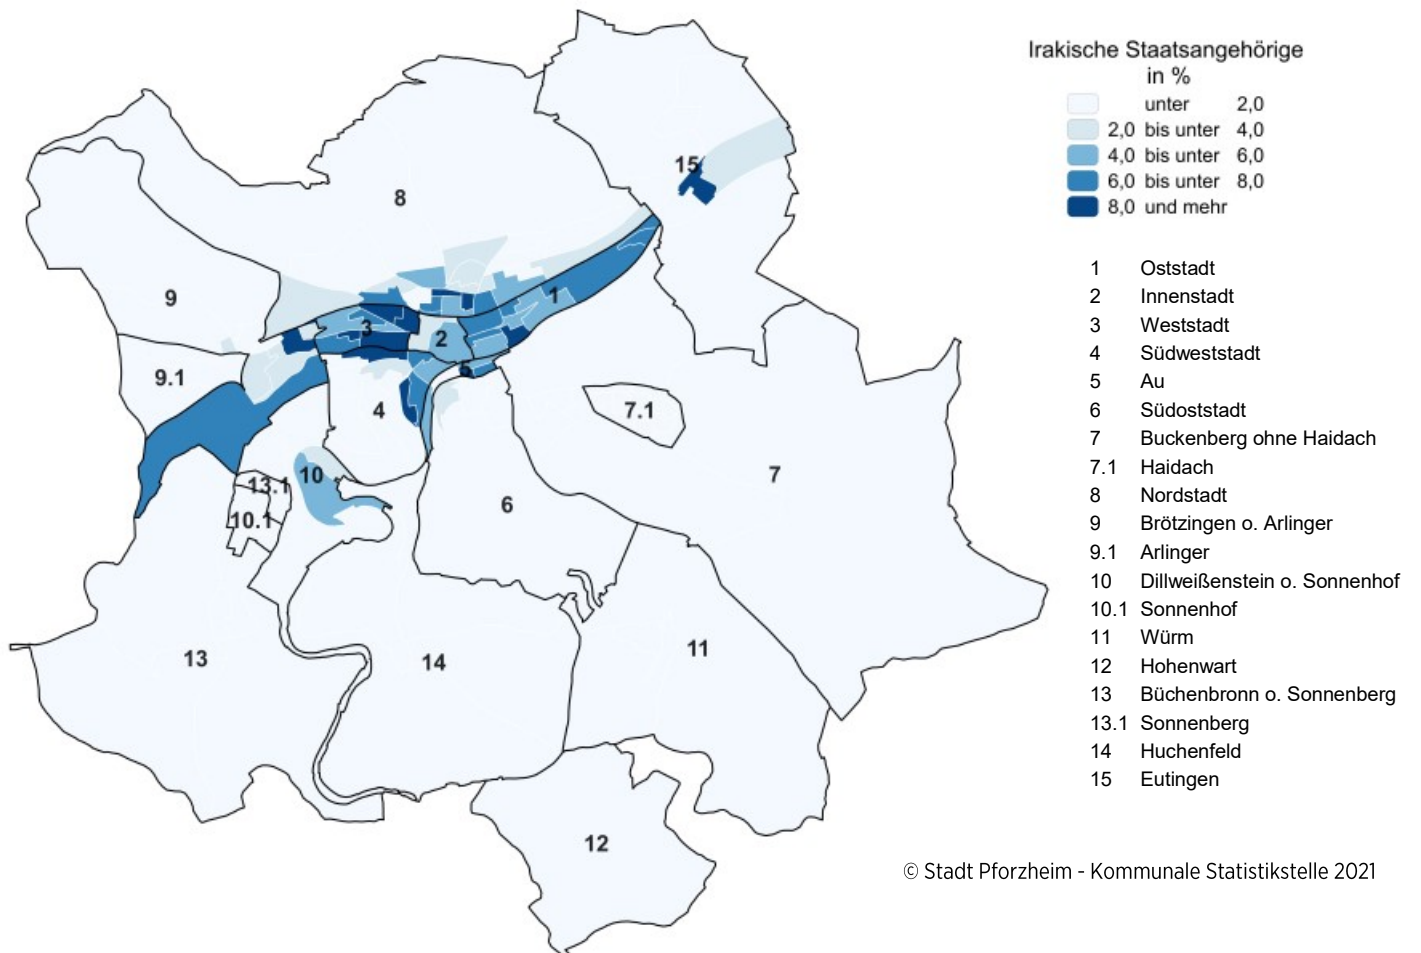 Irakische Staatsangehörige
in %
unter 2,0
2,0 bis unter 4,0
4,0 bis unter 6,0
6,0 bis unter 8,0
8,0 und mehr
1 Oststadt
2 Innenstadt
3 Weststadt
4 Südweststadt
5 Au
6 Südoststadt
7 Buckenberg ohne Haidach
7.1 Haidach
8 Nordstadt
9 Brötzingen o. Arlinger
9.1 Arlinger
10 Dillweißenstein o. Sonnenhof
10.1 Sonnenhof
11 Würm
12 Hohenwart
13 Büchenbronn o. Sonnenberg
13.1 Sonnenberg
14 Huchenfeld
15 Eutingen
15
8
9
1
3
2
9.1
5
4
7.1
10
7
13.1
6
10.1
11
13
14
12
© Stadt Pforzheim - Kommunale Statistikstelle 2021